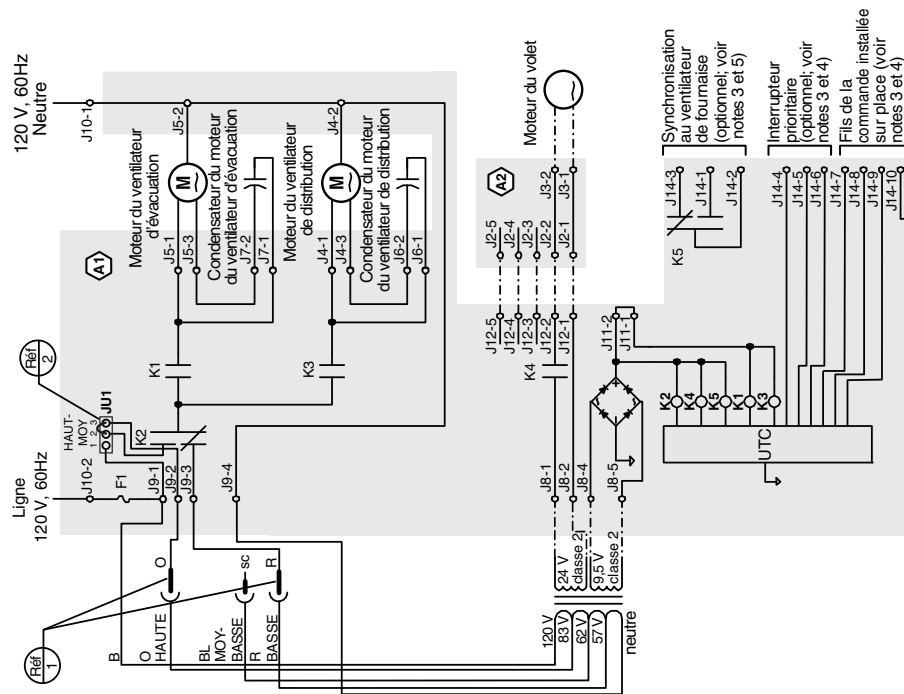 Ligne
120 V, 60Hz
120 V, 60Hz
Neutre
J10-2
F1
J10-1
HAUT-
MOY
1 2 3
JU1
Réf
2
A1
K2
K1
K3
J9-1
J9-2
J9-3
J9-4
Moteur du ventilateur
d'évacuation
J5-1
J5-3
J5-2
M
Condensateur du moteur
du ventilateur d'évacuation
J7-2
J7-1
Moteur du ventilateur
de distribution
J4-1
J4-3
J4-2
M
Condensateur du moteur
du ventilateur de distribution
J6-2
J6-1
Réf
1
B
O
HAUTE
O
BL
MOY-
BASSE
sc
R
BASSE
R
120 V
83 V
62 V
57 V
neutre
24 V
classe 2
9,5 V
classe 2
J8-1
J8-2
J8-4
J8-5
K4
J12-5
J12-4
J12-3
J12-2
J12-1
J2-5
J2-4
J2-3
J2-2
J2-1
A2
J3-2
J3-1
Moteur du volet
J11-2
J11-1
K2
K4
K5
K1
K3
UTC
K5
J14-3
J14-1
J14-2
Synchronisation
au ventilateur
de fournaise
(optionnel; voir
notes 3 et 5)
J14-4
J14-5
J14-6
Interrupteur
prioritaire
(optionnel; voir
notes 3 et 4)
J14-7
J14-8
J14-9
J14-10
Fils de la
commande installée
sur place (voir
notes 3 et 4)